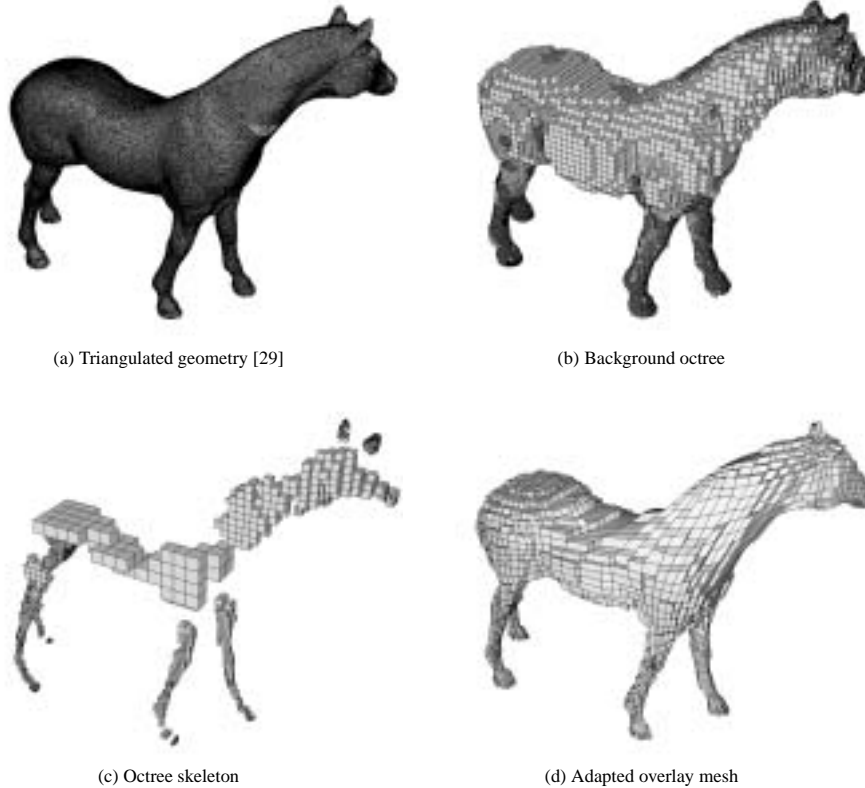 (a) Triangulated geometry [29]
(b) Background octree
(c) Octree skeleton
(d) Adapted overlay mesh